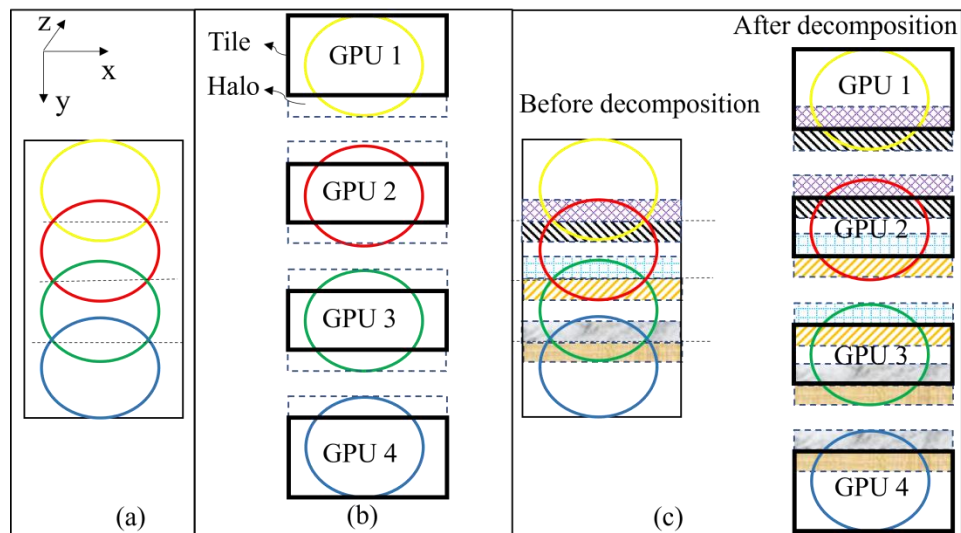 z
x
y
(a)
Tile
Halo
GPU 1
GPU 2
GPU 3
GPU 4
(b)
Before decomposition
After decomposition
GPU 1
GPU 2
GPU 3
GPU 4
(c)